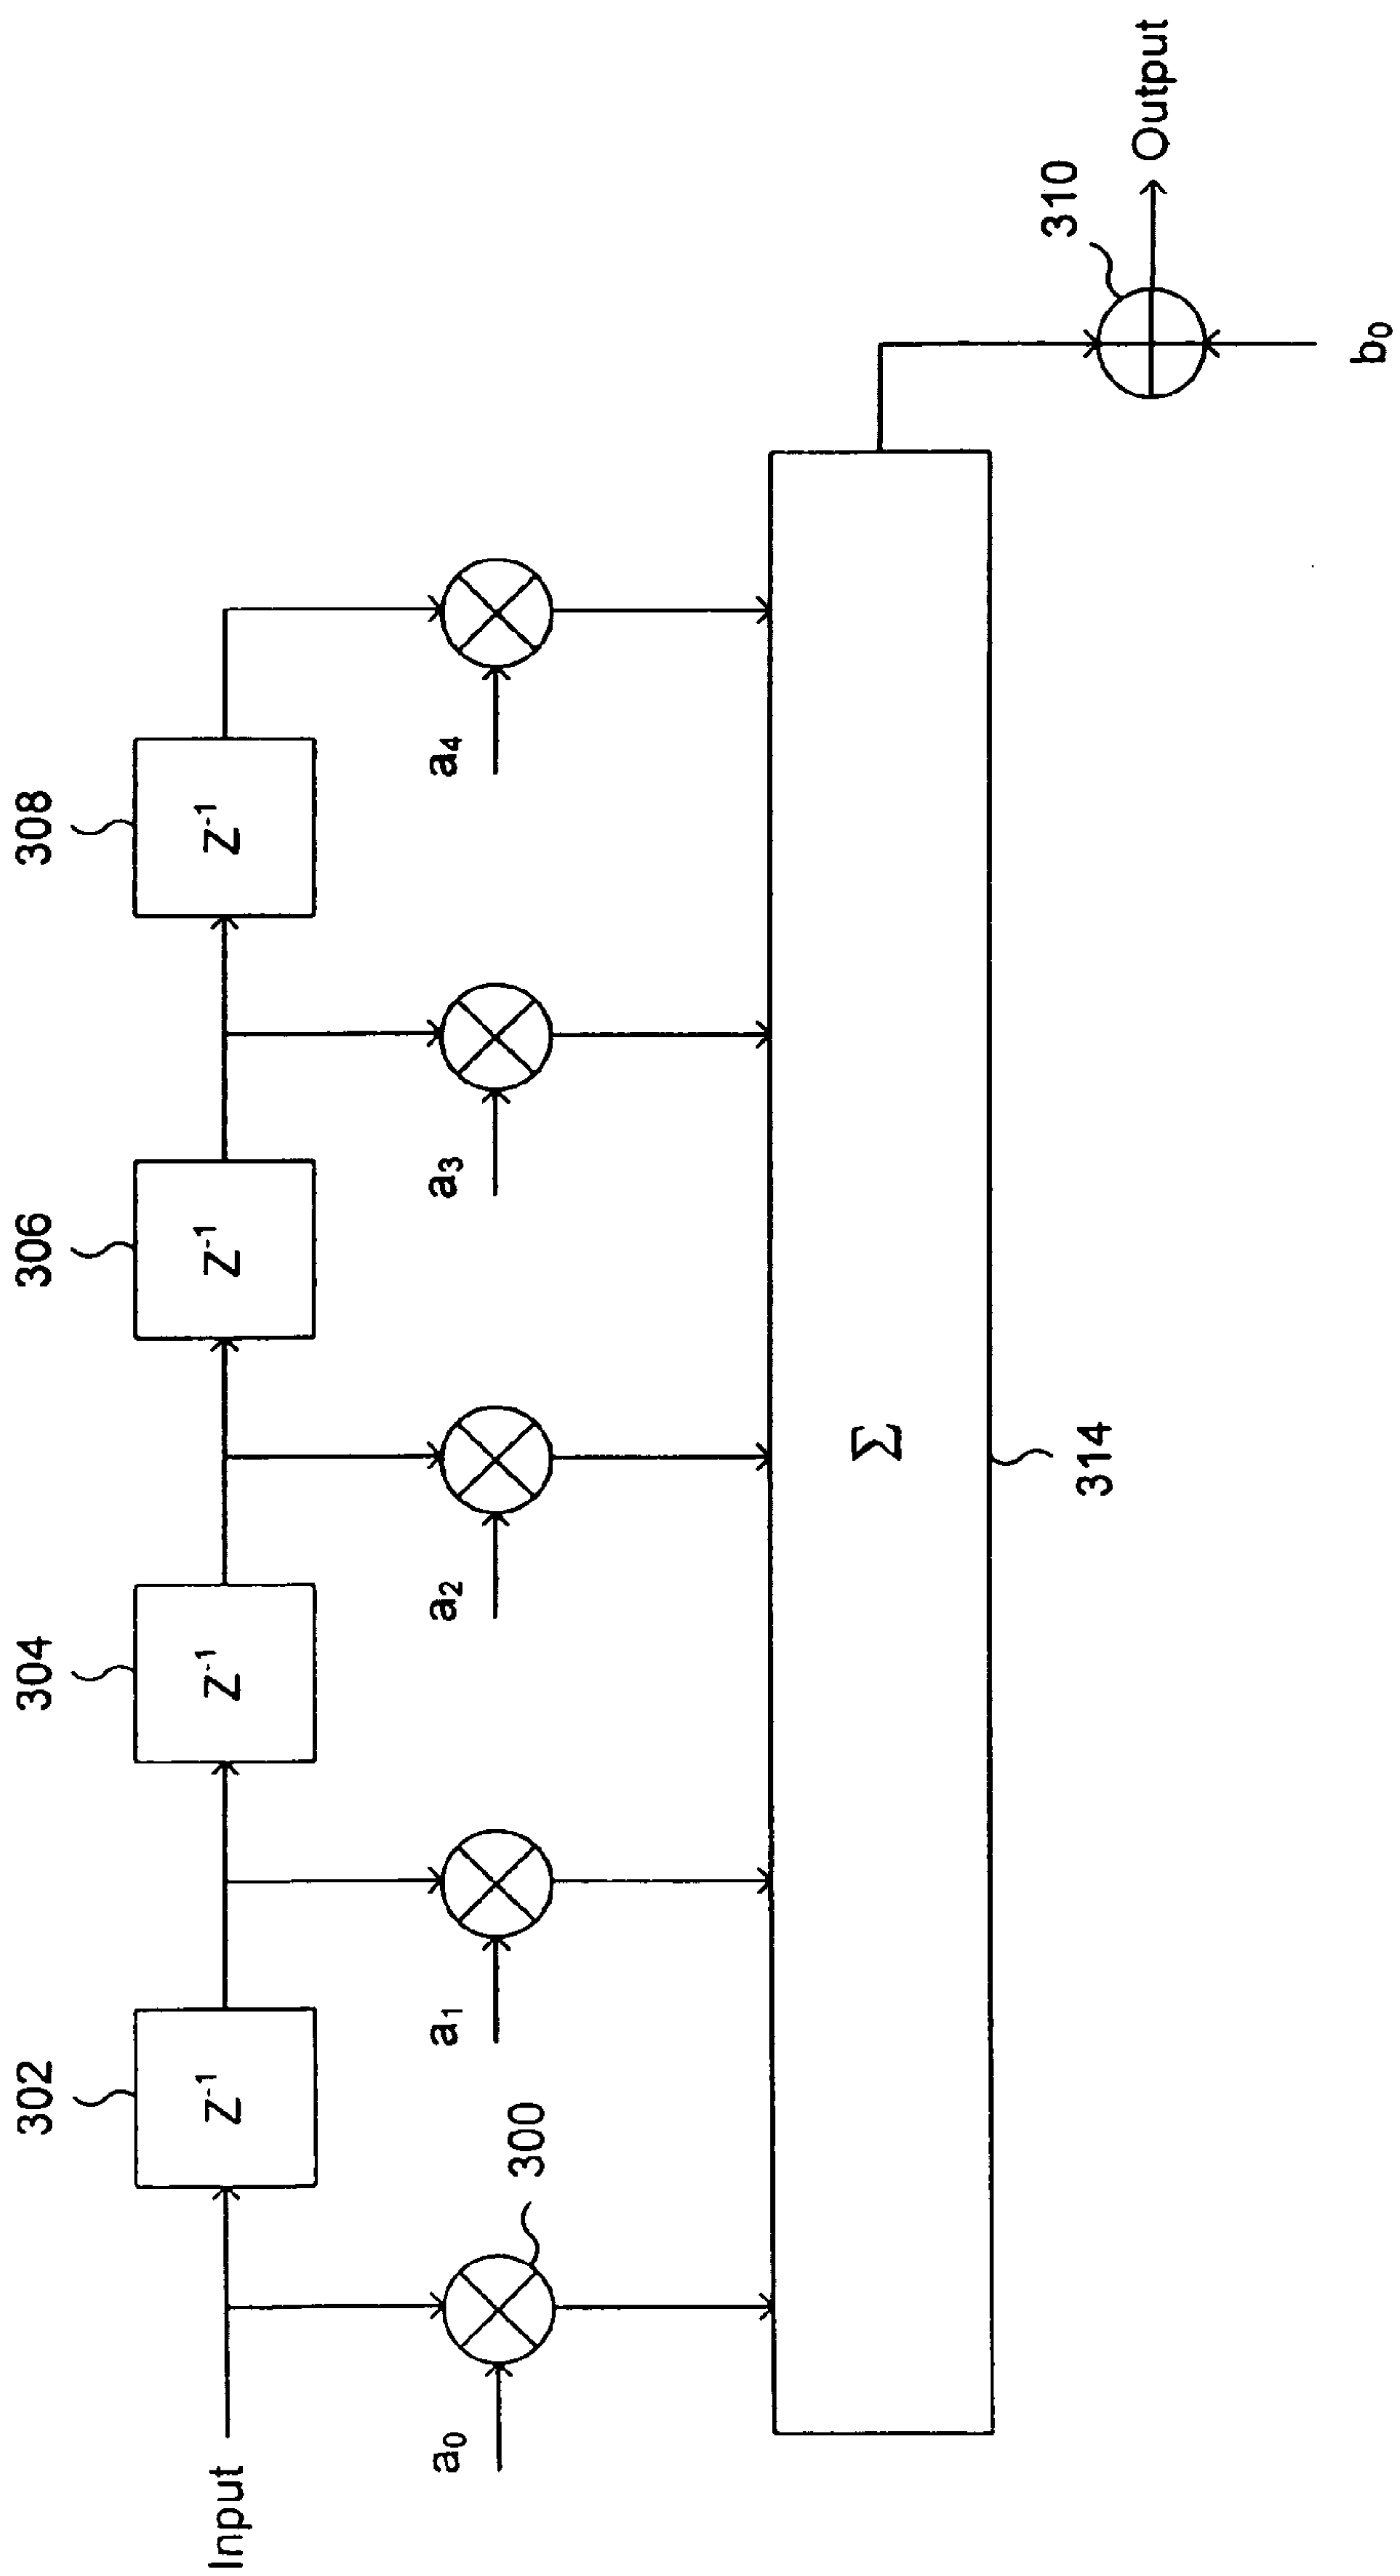 302
304
306
308
Input
Z⁻¹
Z⁻¹
Z⁻¹
Z⁻¹
a₀
a₁
a₂
a₃
a₄
300
Σ
314
310
Output
b₀